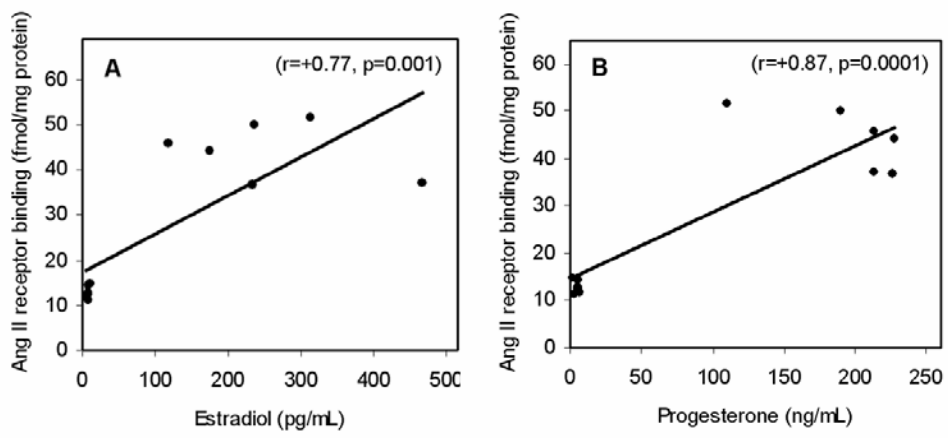 A
(r=+0.77, p=0.001)
Ang II receptor binding (fmol/mg protein)
60
50
40
30
20
10
0
0 100 200 300 400 500
Estradiol (pg/mL)
B
(r=+0.87, p=0.0001)
Ang II receptor binding (fmol/mg protein)
60
50
40
30
20
10
0
0 50 100 150 200 250
Progesterone (ng/mL)